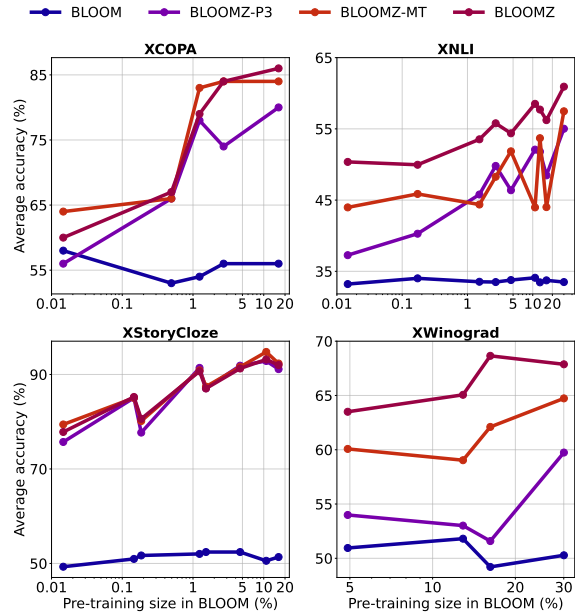 BLOOM BLOOMZ-P3 BLOOMZ-MT BLOOMZ
XCOPA XNLI
Average accuracy (%)
85
75
65
55
0.01 0.1 1 5 10 20
65
55
45
35
0.01 0.1 1 5 10 12 20
XStoryCloze XWinograd
Average accuracy (%)
90
70
50
0.01 0.1 1 5 10 20
Pre-training size in BLOOM (%)
70
65
60
55
50
5 10 20 30
Pre-training size in BLOOM (%)